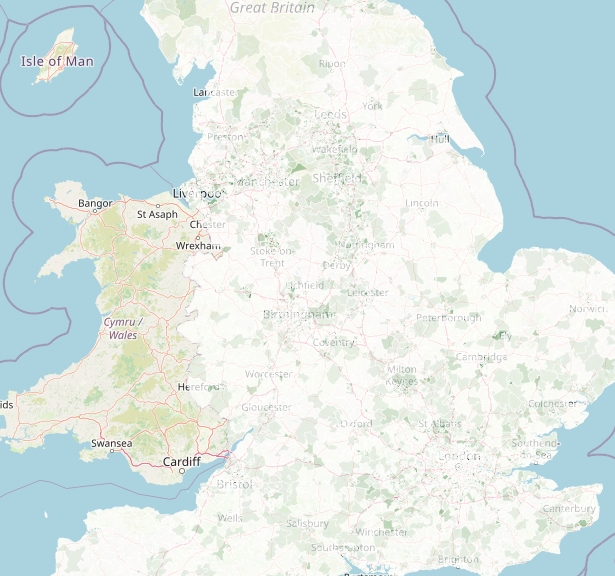 Great Britain
Isle of Man
Ripon
Lancaster
York
Leeds
Preston
Hull
Wakefield
Manchester
Sheffield
Liverpool
Bangor
St Asaph
Lincoln
Chester
Wrexham
Nottingham
Stoke-on-
Trent
Derby
Lichfield
Leicester
Norwich
Cymru /
Wales
Birmingham
Peterborough
Ely
Coventry
Cambridge
Worcester
Milton
Keynes
Hereford
ids
Gloucester
Colchester
Oxford
St Albans
Swansea
Southend-
on-Sea
London
Cardiff
Bristol
Canterbury
Wells
Salisbury
Winchester
Southampton
Brighton